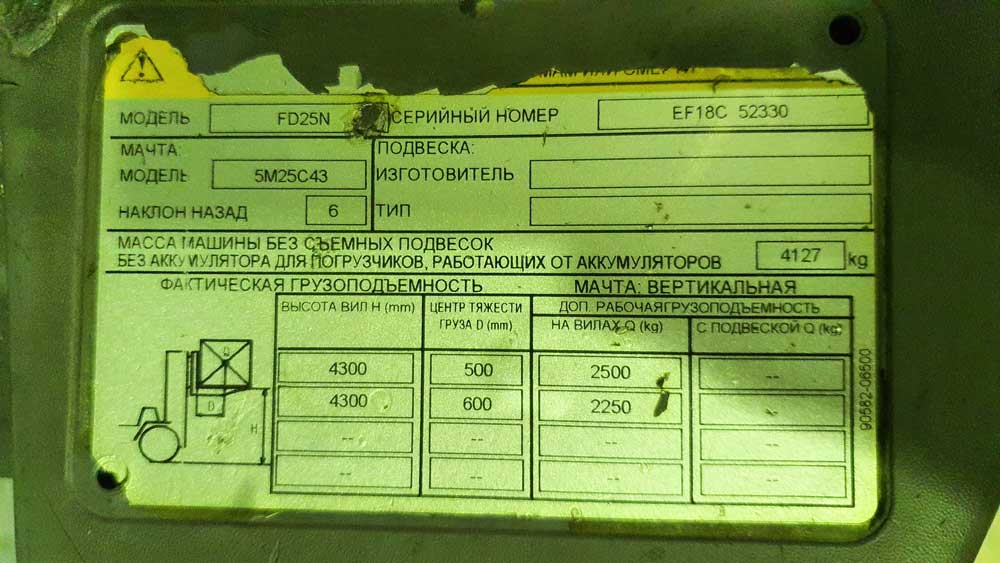 МОДЕЛЬ FD25N СЕРИЙНЫЙ НОМЕР EF18C 52330
МАЧТА: ПОДВЕСКА:
МОДЕЛЬ 5M25C43 ИЗГОТОВИТЕЛЬ
НАКЛОН НАЗАД 6 ТИП
МАССА МАШИНЫ БЕЗ СЪЕМНЫХ ПОДВЕСОК
БЕЗ АККУМУЛЯТОРА ДЛЯ ПОГРУЗЧИКОВ, РАБОТАЮЩИХ ОТ АККУМУЛЯТОРОВ 4127 kg
ФАКТИЧЕСКАЯ ГРУЗОПОДЪЕМНОСТЬ МАЧТА: ВЕРТИКАЛЬНАЯ
ВЫСОТА ВИЛ H (mm) ЦЕНТР ТЯЖЕСТИ ГРУЗА D (mm) ДОП. РАБОЧАЯГРУЗОПОДЪЕМНОСТЬ
НА ВИЛАХ Q (kg) С ПОДВЕСКОЙ Q (kg)
4300 500 2500 --
4300 600 2250 --
-- -- -- --
-- -- -- --
Q
D
H
90582-06500